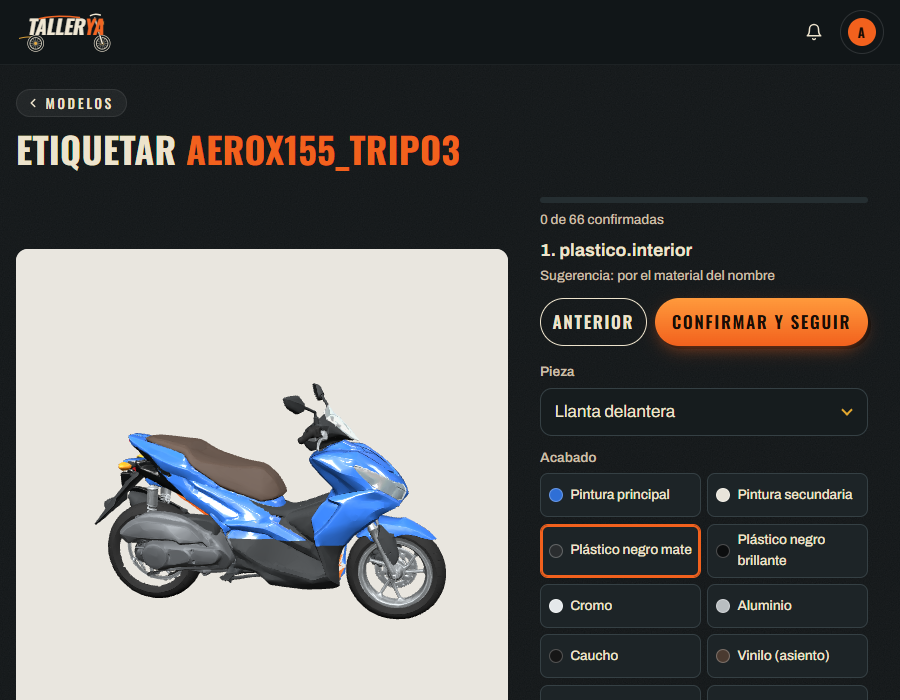 TALLERYA
A
MODELOS
ETIQUETAR AEROX155_TRIPO3
0 de 66 confirmadas
1. plastico.interior
Sugerencia: por el material del nombre
ANTERIOR
CONFIRMAR Y SEGUIR
Pieza
Llanta delantera
Acabado
Pintura principal
Pintura secundaria
Plástico negro mate
Plástico negro
brillante
Cromo
Aluminio
Caucho
Vinilo (asiento)